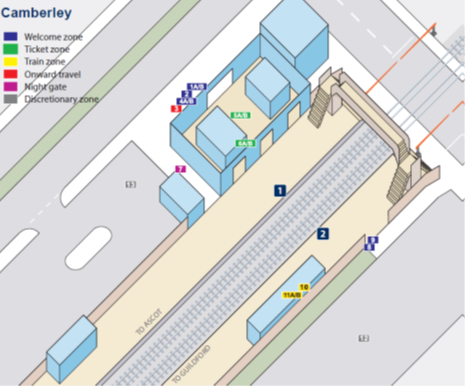 Camberley
Welcome zone
Ticket zone
Train zone
Onward travel
Night gate
Discretionary zone
1A/B
2
4A/B
3
5A/B
6A/B
7
13
1
2
9
8
10
11A/B
12
TO ASCOT
TO GUILDFORD